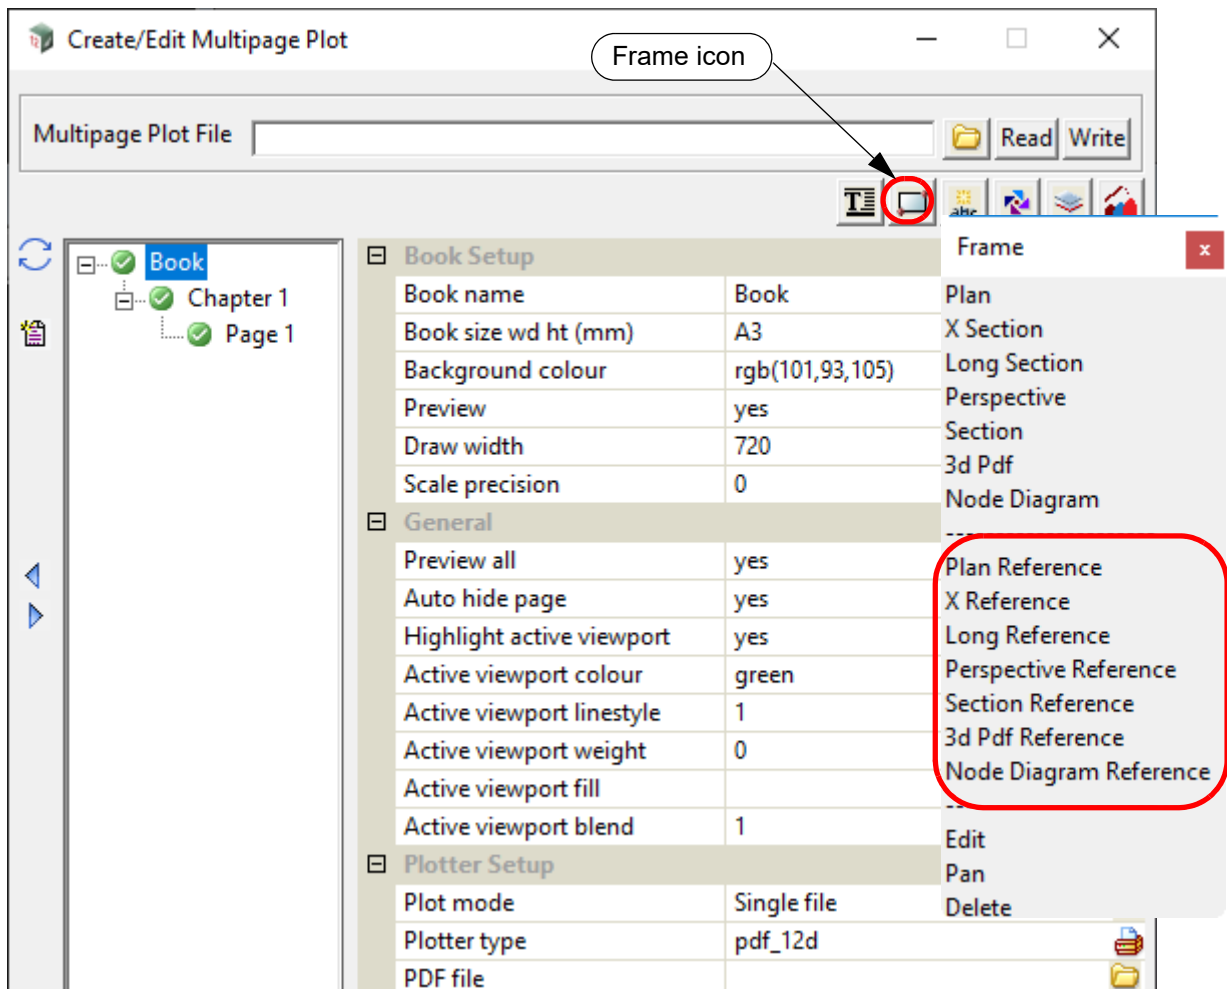 Create/Edit Multipage Plot
Frame icon
Multipage Plot File
Read
Write
T
abc
Book
Chapter 1
Page 1
Book Setup
Book name Book
Book size wd ht (mm) A3
Background colour rgb(101,93,105)
Preview yes
Draw width 720
Scale precision 0
General
Preview all yes
Auto hide page yes
Highlight active viewport yes
Active viewport colour green
Active viewport linestyle 1
Active viewport weight 0
Active viewport fill
Active viewport blend 1
Plotter Setup
Plot mode Single file
Plotter type pdf_12d
PDF file
Frame x
Plan
X Section
Long Section
Perspective
Section
3d Pdf
Node Diagram
Plan Reference
X Reference
Long Reference
Perspective Reference
Section Reference
3d Pdf Reference
Node Diagram Reference
Edit
Pan
Delete